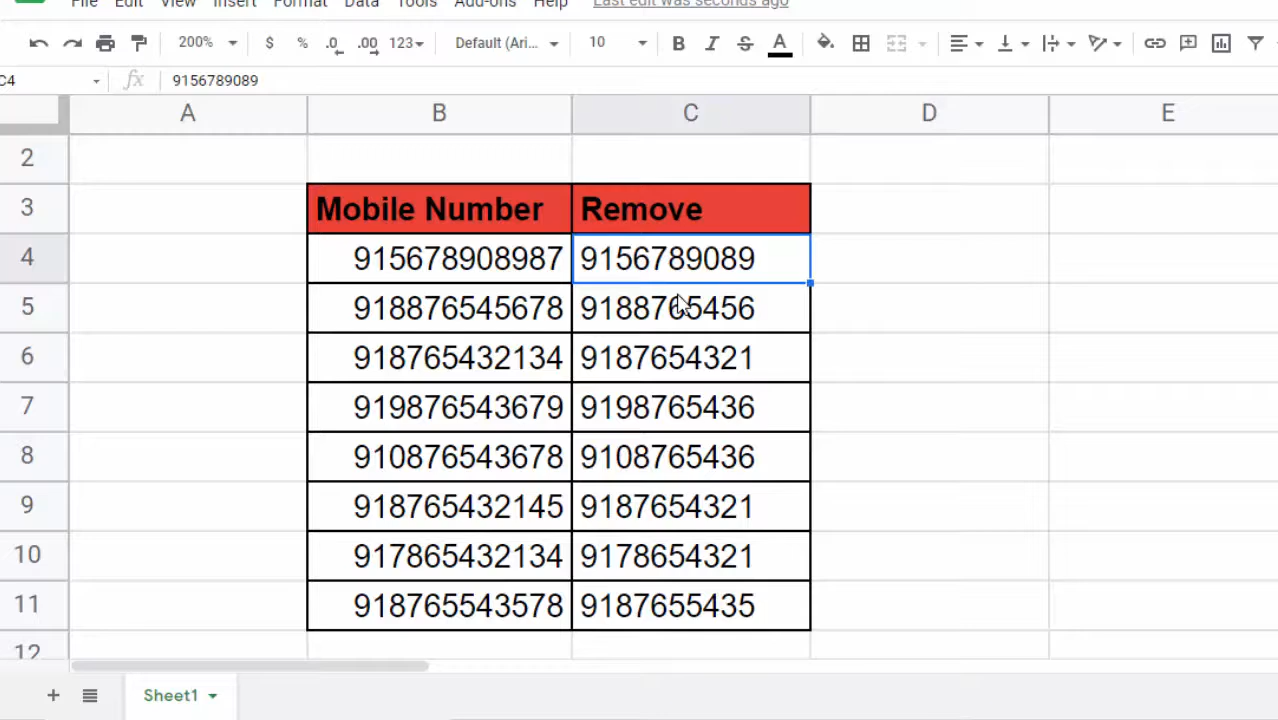 File Edit View Insert Format Data Tools Add-ons Help Last edit was seconds ago
200% $ % .0 .00 123 Default (Ari... 10 B I S A
C4 fx 9156789089
A B C D E
2
3 Mobile Number Remove
4 915678908987 9156789089
5 918876545678 9188765456
6 918765432134 9187654321
7 919876543679 9198765436
8 910876543678 9108765436
9 918765432145 9187654321
10 917865432134 9178654321
11 918765543578 9187655435
12
+ Sheet1